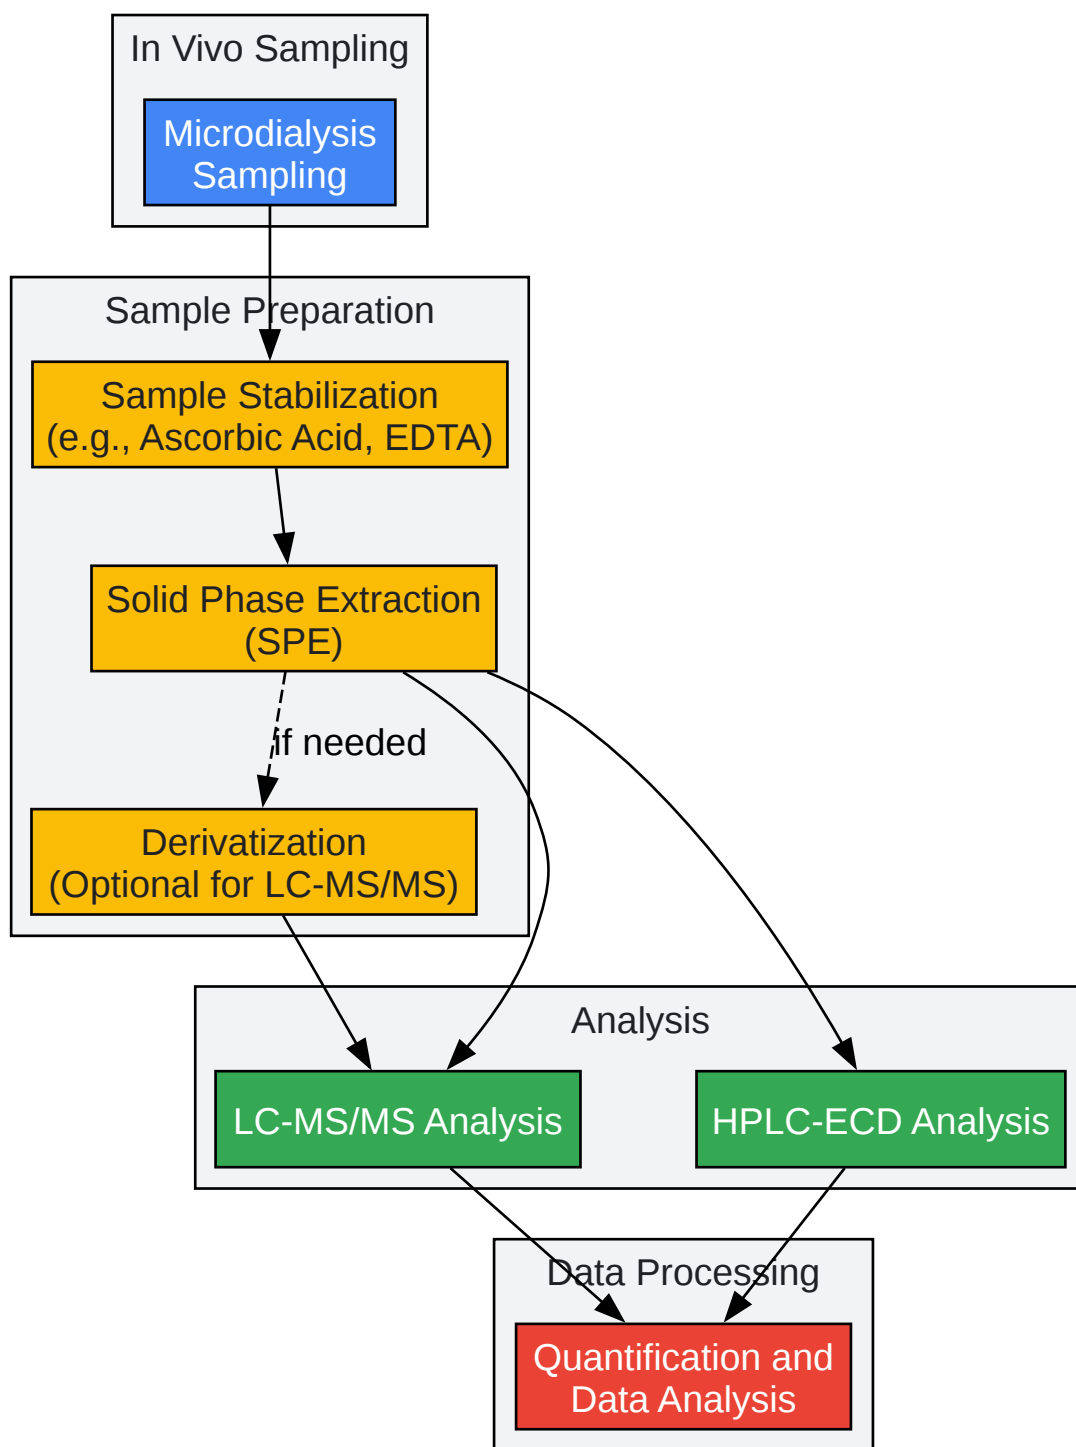 In Vivo Sampling
Microdialysis
Sampling
Sample Preparation
Sample Stabilization
(e.g., Ascorbic Acid, EDTA)
Solid Phase Extraction
(SPE)
if needed
Derivatization
(Optional for LC-MS/MS)
Analysis
LC-MS/MS Analysis
HPLC-ECD Analysis
Data Processing
Quantification and
Data Analysis